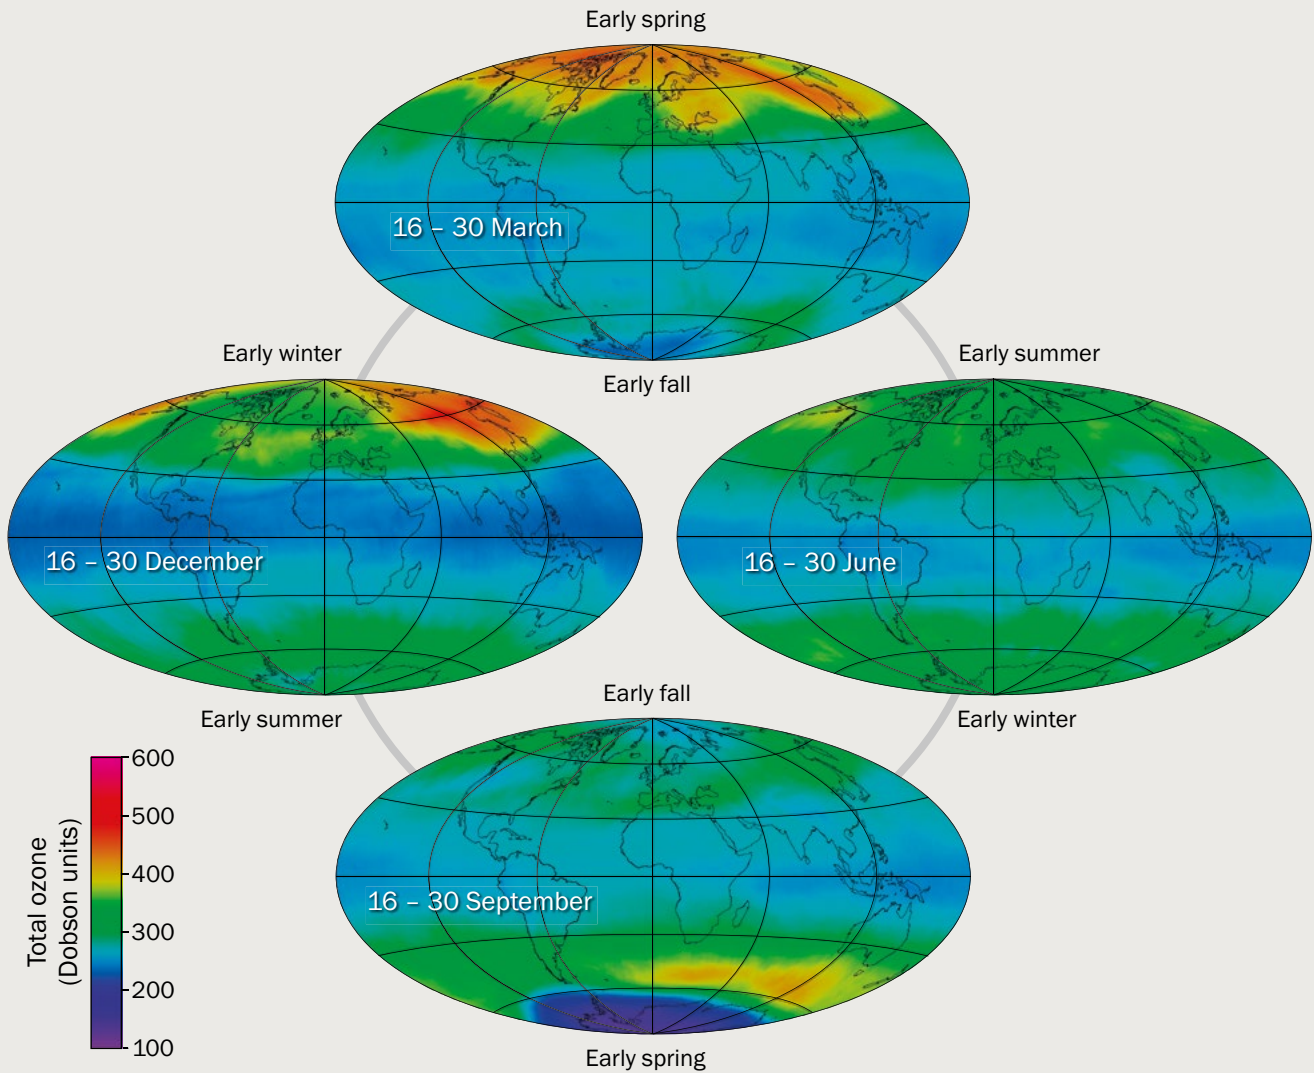 Early spring
16 – 30 March
Early fall
Early winter
16 – 30 December
Early summer
Early summer
16 – 30 June
Early winter
Early fall
16 – 30 September
Early spring
Total ozone
(Dobson units)
600
500
400
300
200
100